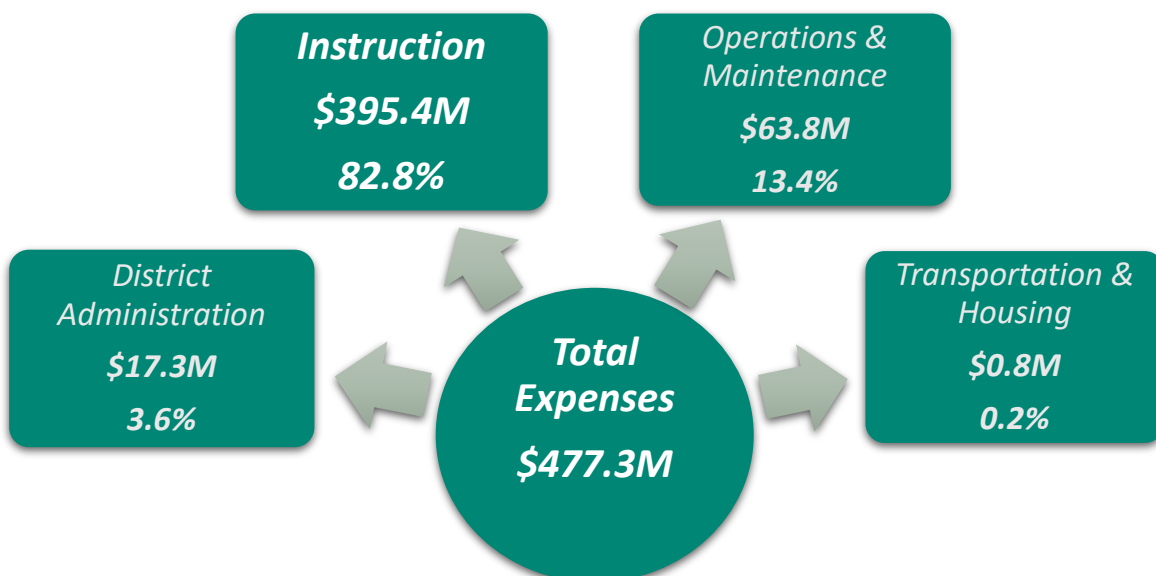 Instruction
$395.4M
82.8%
Operations &
Maintenance
$63.8M
13.4%
District
Administration
$17.3M
3.6%
Transportation &
Housing
$0.8M
0.2%
Total
Expenses
$477.3M